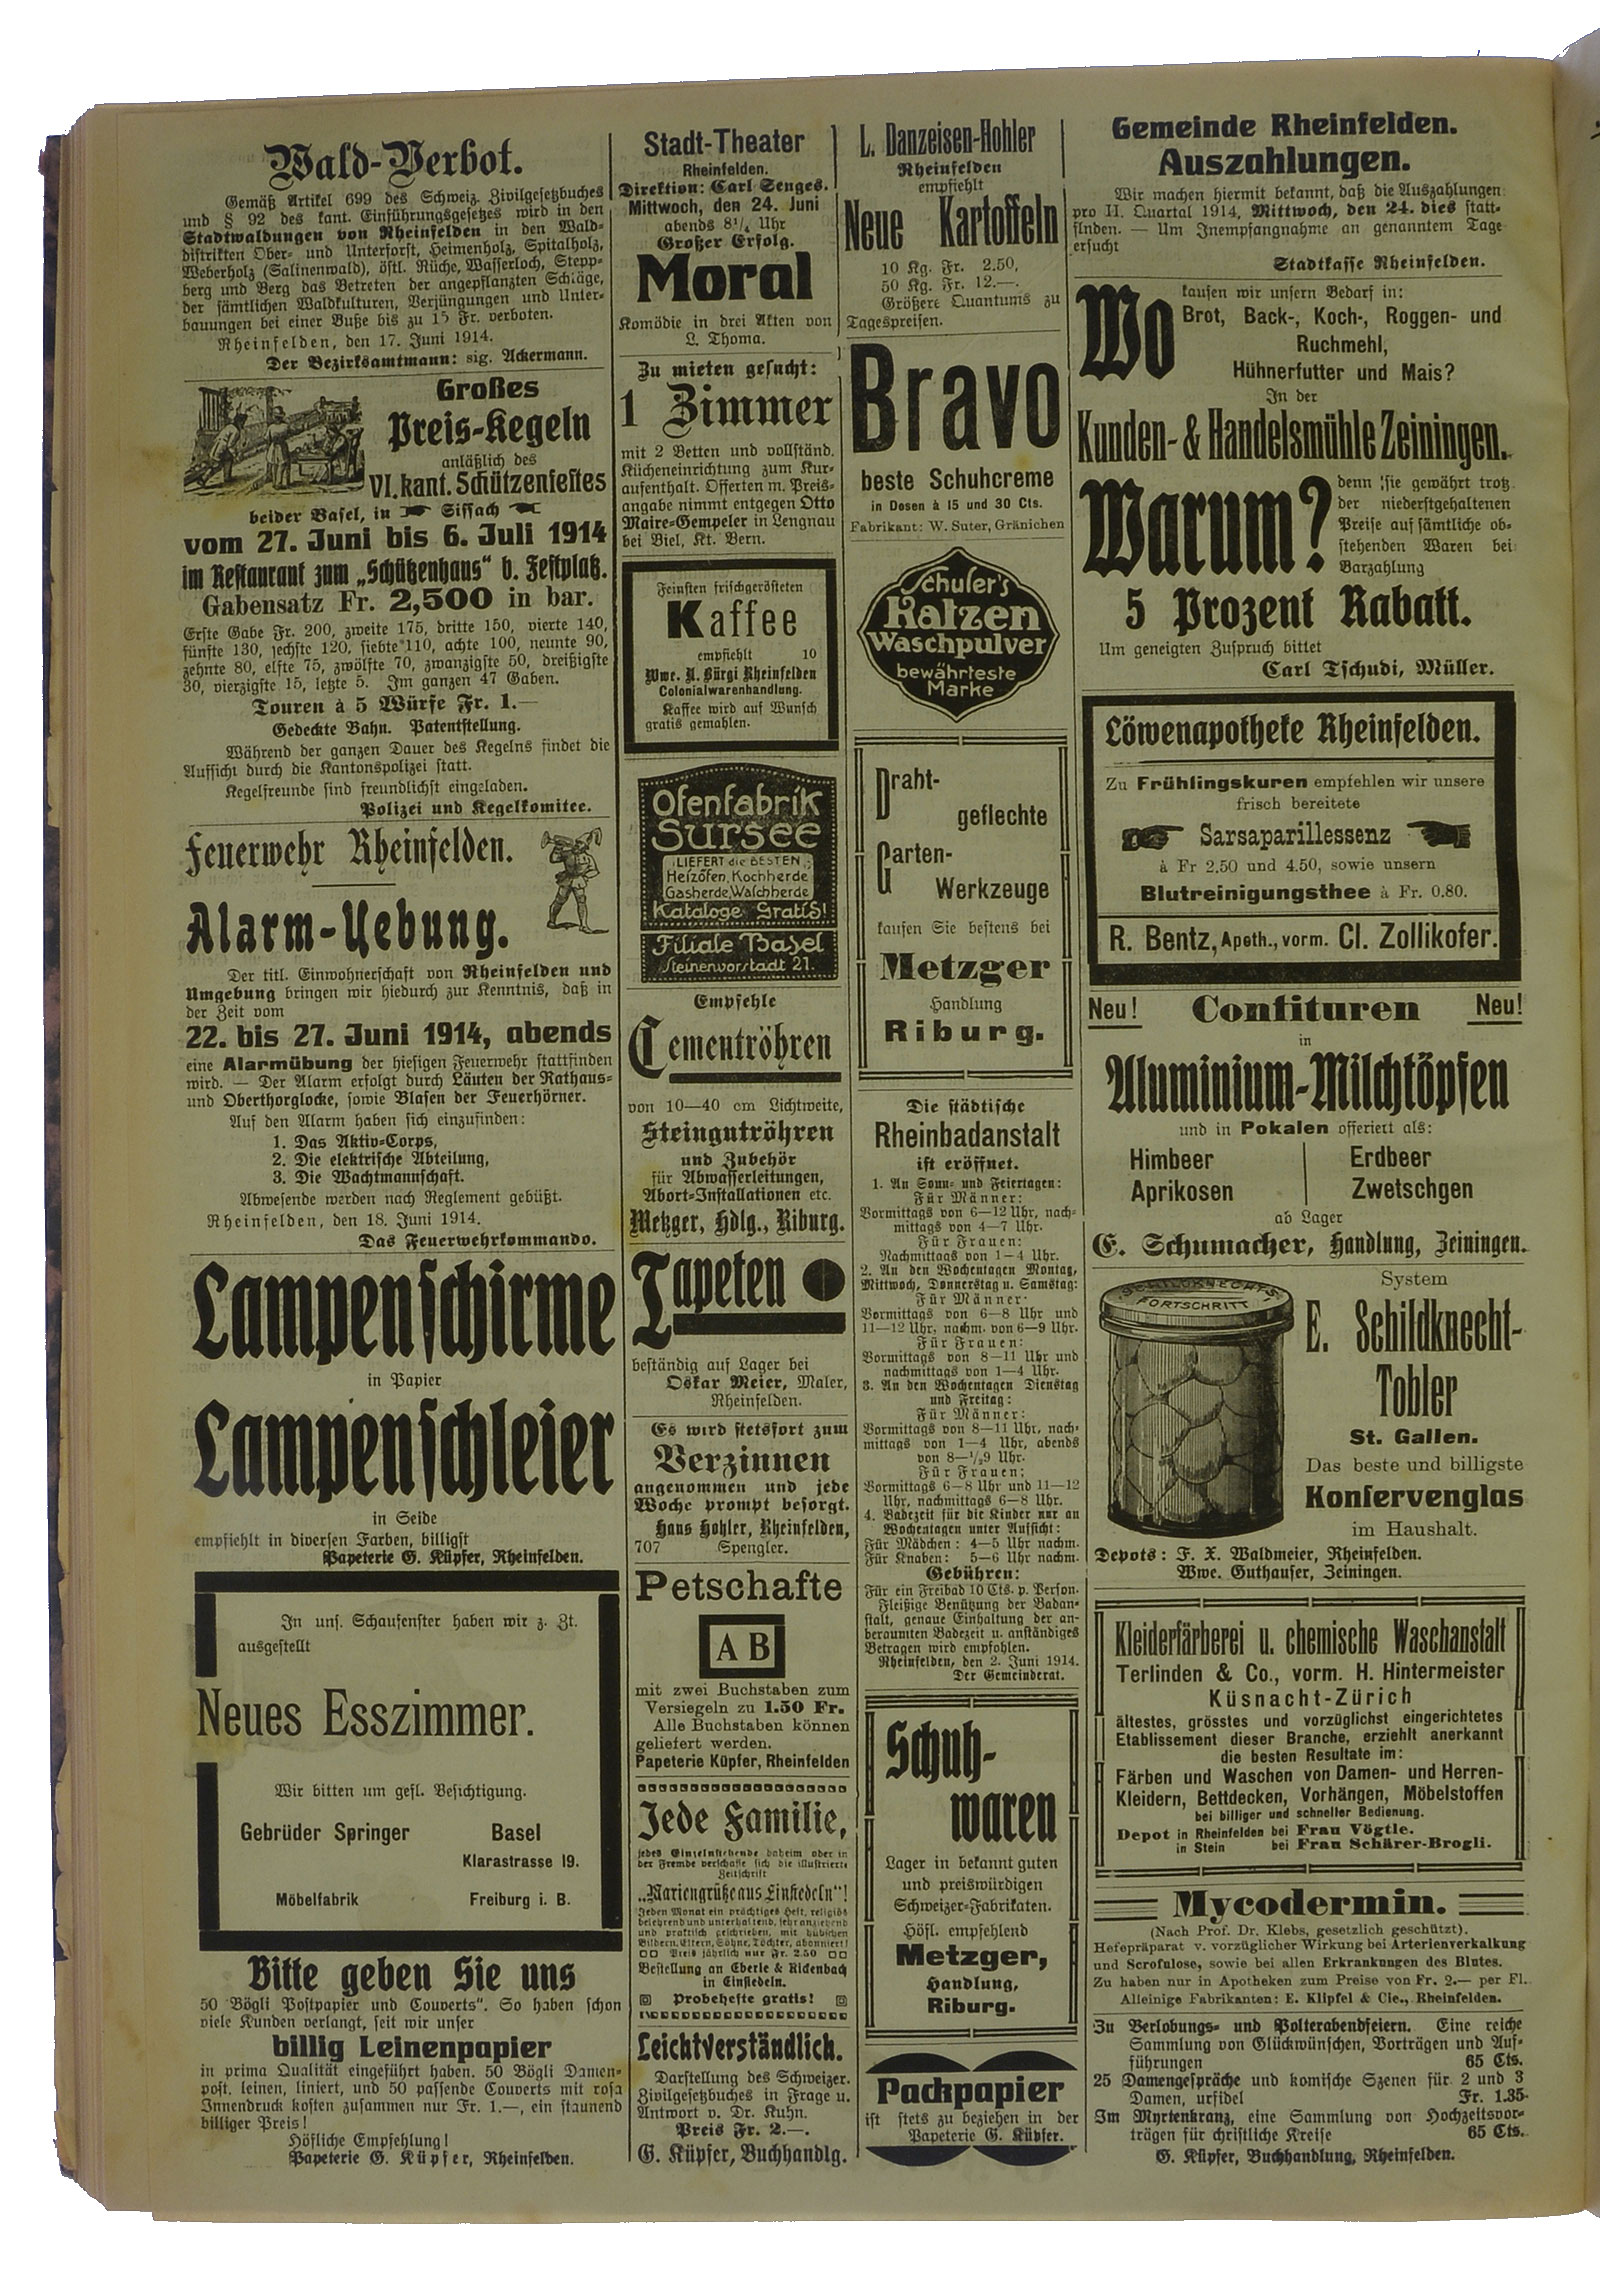 Wald-Verbot.
Gemäß Artikel 699 des Schweiz. Zivilgesetzbuches
und § 92 des kant. Einführungsgesetzes wird in den
Stadtwaldungen von Rheinfelden in den Wald-
distrikten Ober- und Unterforst, Heimenholz, Spitalholz,
Weberholz (Salinenwald), östl. Rüche, Wasserloch, Stepp-
berg und Berg das Betreten der angepflanzten Schläge,
der sämtlichen Waldkulturen, Verjüngungen und Unter-
bauungen bei einer Buße bis zu 15 Fr. verboten.
Rheinfelden, den 17. Juni 1914.
Der Bezirksamtmann: sig. Ackermann.
Großes
Preis-Kegeln
anläßlich des
VI. kant. Schützenfestes
beider Basel, in Sissach
vom 27. Juni bis 6. Juli 1914
im Restaurant zum „Schützenhaus" b. Festplatz.
Gabensatz Fr. 2,500 in bar.
Erste Gabe Fr. 200, zweite 175, dritte 150, vierte 140,
fünfte 130, sechste 120, siebte 110, achte 100, neunte 90,
zehnte 80, elfte 75, zwölfte 70, zwanzigste 50, dreißigste
30, vierzigste 15, letzte 5. Im ganzen 47 Gaben.
Touren à 5 Würfe Fr. 1.—
Gedeckte Bahn. Patentstellung.
Während der ganzen Dauer des Kegelns findet die
Aufsicht durch die Kantonspolizei statt.
Kegelfreunde sind freundlichst eingeladen.
Polizei und Kegelkomitee.
Feuerwehr Rheinfelden.
Alarm-Uebung.
Der titl. Einwohnerschaft von Rheinfelden und
Umgebung bringen wir hiedurch zur Kenntnis, daß in
der Zeit vom
22. bis 27. Juni 1914, abends
eine Alarmübung der hiesigen Feuerwehr stattfinden
wird. — Der Alarm erfolgt durch Läuten der Rathaus-
und Oberthorglocke, sowie Blasen der Feuerhörner.
Auf den Alarm haben sich einzufinden:
1. Das Aktiv-Corps,
2. Die elektrische Abteilung,
3. Die Wachtmannschaft.
Abwesende werden nach Reglement gebüßt.
Rheinfelden, den 18. Juni 1914.
Das Feuerwehrkommando.
Lampenschirme
in Papier
Lampenschleier
in Seide
empfiehlt in diversen Farben, billigst
Papeterie G. Küpfer, Rheinfelden.
In uns. Schaufenster haben wir z. Zt.
ausgestellt
Neues Esszimmer.
Wir bitten um gefl. Besichtigung.
Gebrüder Springer Basel
Klarastrasse 19.
Möbelfabrik Freiburg i. B.
Bitte geben Sie uns
50 Bögli Postpapier und Couverts". So haben schon
viele Kunden verlangt, seit wir unser
billig Leinenpapier
in prima Qualität eingeführt haben. 50 Bögli Damen-
post. leinen, liniert, und 50 passende Couverts mit rosa
Innendruck kosten zusammen nur Fr. 1.—, ein staunend
billiger Preis!
Höfliche Empfehlung!
Papeterie G. Küpfer, Rheinfelden.
Stadt-Theater
Rheinfelden.
Direktion: Carl Senges.
Mittwoch, den 24. Juni
abends 8¼ Uhr
Großer Erfolg.
Moral
Komödie in drei Akten von
L. Thoma.
Zu mieten gesucht:
1 Zimmer
mit 2 Betten und vollständ.
Kücheneinrichtung zum Kur-
aufenthalt. Offerten m. Preis-
angabe nimmt entgegen Otto
Maire-Gempeler in Lengnau
bei Biel, Kt. Bern.
Feinsten frischgerösteten
Kaffee
empfiehlt 10
Wwe. A. Bürgi Rheinfelden
Colonialwarenhandlung.
Kaffee wird auf Wunsch
gratis gemahlen.
Ofenfabrik
Sursee
LIEFERT die BESTEN
Heizöfen, Kochherde
Gasherde, Waschherde
Kataloge Gratis!
Filiale Basel
Steinenvorstadt 21.
Empfehle
Cementröhren
von 10—40 cm Lichtweite,
Steingutröhren
und Zubehör
für Abwasserleitungen,
Abort-Installationen etc.
Metzger, Hdlg., Riburg.
Tapeten
beständig auf Lager bei
Oskar Meier, Maler,
Rheinfelden.
Es wird stetsfort zum
Verzinnen
angenommen und jede
Woche prompt besorgt.
Hans Hohler, Rheinfelden,
707 Spengler.
Petschafte
AB
mit zwei Buchstaben zum
Versiegeln zu 1.50 Fr.
Alle Buchstaben können
geliefert werden.
Papeterie Küpfer, Rheinfelden
Jede Familie,
jedes Einzelnstehende daheim oder in
der Fremde verschaffe sich die illustrierte
Zeitschrift
„Mariengrüße aus Einsiedeln"!
Jeden Monat ein prächtiges Heft, religiös
belehrend und unterhaltend, sehr anziehend
und praktisch geschrieben, mit hübschen
Bildern. Eltern, Söhne, Töchter, abonniert!
Preis jährlich nur Fr. 2.50
Bestellung an Eberle & Rickenbach
in Einsiedeln.
Probehefte gratis!
Leichtverständlich.
Darstellung des Schweizer.
Zivilgesetzbuches in Frage u.
Antwort v. Dr. Kuhn.
Preis Fr. 2.—.
G. Küpfer, Buchhandlg.
L. Danzeisen-Hohler
Rheinfelden
empfiehlt
Neue Kartoffeln
10 Kg. Fr. 2.50,
50 Kg. Fr. 12.—.
Größere Quantums zu
Tagespreisen.
Bravo
beste Schuhcreme
in Dosen à 15 und 30 Cts.
Fabrikant: W. Suter, Gränichen
Schuler's
Katzen
Waschpulver
bewährteste
Marke
Draht-
geflechte
Garten-
Werkzeuge
kaufen Sie bestens bei
Metzger
Handlung
Riburg.
Die städtische
Rheinbadanstalt
ist eröffnet.
1. An Sonn- und Feiertagen:
Für Männer:
Vormittags von 6—12 Uhr, nach-
mittags von 4—7 Uhr.
Für Frauen:
Nachmittags von 1—4 Uhr.
2. An den Wochentagen Montag,
Mittwoch, Donnerstag u. Samstag:
Für Männer:
Vormittags von 6—8 Uhr und
11—12 Uhr, nachm. von 6—9 Uhr.
Für Frauen:
Vormittags von 8—11 Uhr und
nachmittags von 1—4 Uhr.
3. An den Wochentagen Dienstag
und Freitag:
Für Männer:
Vormittags von 8—11 Uhr, nach-
mittags von 1—4 Uhr, abends
von 8—½9 Uhr.
Für Frauen:
Vormittags 6—8 Uhr und 11—12
Uhr, nachmittags 6—8 Uhr.
4. Badezeit für die Kinder nur an
Wochentagen unter Aufsicht:
Für Mädchen: 4—5 Uhr nachm.
Für Knaben: 5—6 Uhr nachm.
Gebühren:
Für ein Freibad 10 Cts. p. Person.
Fleißige Benützung der Badan-
stalt, genaue Einhaltung der an-
beraumten Badezeit u. anständiges
Betragen wird empfohlen.
Rheinfelden, den 2. Juni 1914.
Der Gemeinderat.
Schuh-
waren
Lager in bekannt guten
und preiswürdigen
Schweizer-Fabrikaten.
Höfl. empfehlend
Metzger,
Handlung,
Riburg.
Packpapier
ist stets zu beziehen in der
Papeterie G. Küpfer.
Gemeinde Rheinfelden.
Auszahlungen.
Wir machen hiermit bekannt, daß die Auszahlungen
pro II. Quartal 1914, Mittwoch, den 24. dies statt-
finden. — Um Inempfangnahme an genanntem Tage
ersucht
Stadtkasse Rheinfelden.
Wo kaufen wir unsern Bedarf in:
Brot, Back-, Koch-, Roggen- und
Ruchmehl,
Hühnerfutter und Mais?
In der
Kunden- & Handelsmühle Zeiningen.
Warum?
denn sie gewährt trotz
der niederstgehaltenen
Preise auf sämtliche ob-
stehenden Waren bei
Barzahlung
5 Prozent Rabatt.
Um geneigten Zuspruch bittet
Carl Tschudi, Müller.
Löwenapotheke Rheinfelden.
Zu Frühlingskuren empfehlen wir unsere
frisch bereitete
Sarsaparillessenz
à Fr 2.50 und 4.50, sowie unsern
Blutreinigungsthee à Fr. 0.80.
R. Bentz, Apoth., vorm. Cl. Zollikofer.
Neu! Confituren Neu!
in
Aluminium-Milchtöpfen
und in Pokalen offeriert als:
Himbeer Erdbeer
Aprikosen Zwetschgen
ab Lager
E. Schumacher, Handlung, Zeiningen.
SCHILDKNECHTS
FORTSCHRITT
System
E. Schildknecht-
Tobler
St. Gallen.
Das beste und billigste
Konservenglas
im Haushalt.
Depots: F. X. Waldmeier, Rheinfelden.
Wwe. Guthauser, Zeiningen.
Kleiderfärberei u. chemische Waschanstalt
Terlinden & Co., vorm. H. Hintermeister
Küsnacht-Zürich
ältestes, grösstes und vorzüglichst eingerichtetes
Etablissement dieser Branche, erziehlt anerkannt
die besten Resultate im:
Färben und Waschen von Damen- und Herren-
Kleidern, Bettdecken, Vorhängen, Möbelstoffen
bei billiger und schneller Bedienung.
Depot in Rheinfelden bei Frau Vögtle.
in Stein bei Frau Schärer-Brogli.
Mycodermin.
(Nach Prof. Dr. Klebs, gesetzlich geschützt).
Hefepräparat v. vorzüglicher Wirkung bei Arterienverkalkung
und Scrofulose, sowie bei allen Erkrankungen des Blutes.
Zu haben nur in Apotheken zum Preise von Fr. 2.— per Fl.
Alleinige Fabrikanten: E. Klipfel & Cie., Rheinfelden.
Zu Verlobungs- und Polterabendfeiern. Eine reiche
Sammlung von Glückwünschen, Vorträgen und Auf-
führungen 65 Cts.
25 Damengespräche und komische Szenen für 2 und 3
Damen, urfidel Fr. 1.35
Im Myrtenkranz, eine Sammlung von Hochzeitsvor-
trägen für christliche Kreise 65 Cts.
G. Küpfer, Buchhandlung, Rheinfelden.